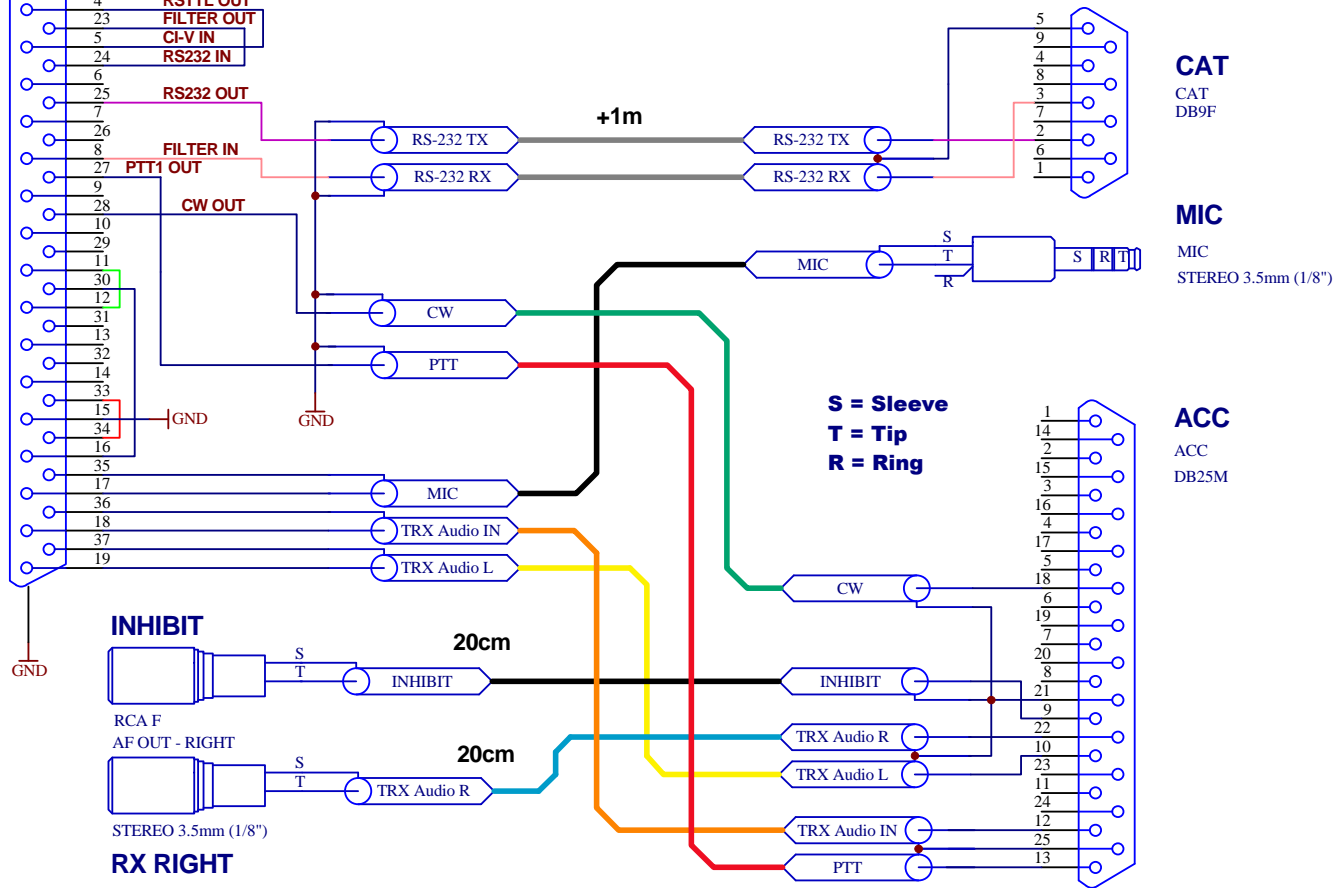 4 RSTTL OUT
23 FILTER OUT
5 CI-V IN
24 RS232 IN
6
25 RS232 OUT
7
26
8 FILTER IN
27 PTT1 OUT
9
28 CW OUT
10
29
11
30
12
31
13
32
14
33
15 GND
34
16
35
17
36
18
37
19
GND
GND
RS-232 TX
RS-232 RX
+1m
RS-232 TX
RS-232 RX
CW
PTT
MIC
TRX Audio IN
TRX Audio L
5
9
4
8
3
7
2
6
1
CAT
CAT
DB9F
MIC
S
T
R
S R T
MIC
MIC
STEREO 3.5mm (1/8")
S = Sleeve
T = Tip
R = Ring
1
14
2
15
3
16
4
17
5
18
6
19
7
20
8
21
9
22
10
23
11
24
12
25
13
ACC
ACC
DB25M
CW
INHIBIT
TRX Audio R
TRX Audio L
TRX Audio IN
PTT
INHIBIT
S
T
INHIBIT
20cm
RCA F
AF OUT - RIGHT
S
T
TRX Audio R
20cm
STEREO 3.5mm (1/8")
RX RIGHT